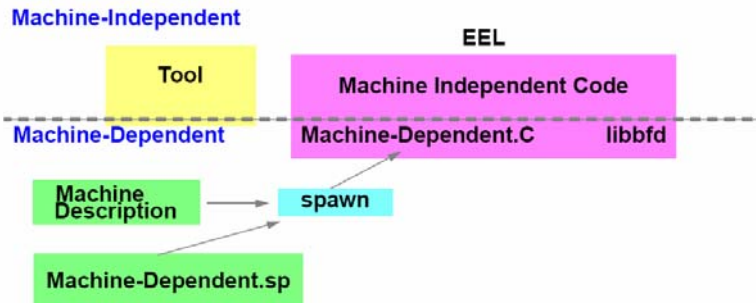 Machine-Independent
EEL
Tool
Machine Independent Code
Machine-Dependent
Machine-Dependent.C
libbfd
Machine
Description
spawn
Machine-Dependent.sp